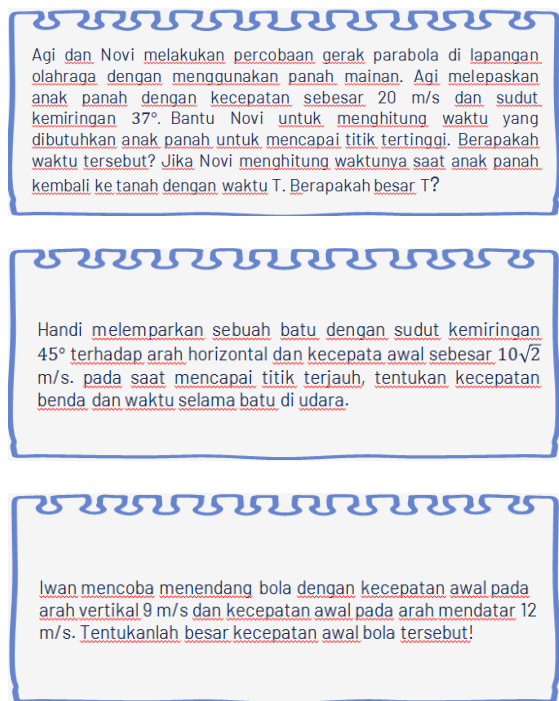 Agi dan Novi melakukan percobaan gerak parabola di lapangan
olahraga dengan menggunakan panah mainan. Agi melepaskan
anak panah dengan kecepatan sebesar 20 m/s dan sudut
kemiringan 37°. Bantu Novi untuk menghitung waktu yang
dibutuhkan anak panah untuk mencapai titik tertinggi. Berapakah
waktu tersebut? Jika Novi menghitung waktunya saat anak panah
kembali ke tanah dengan waktu T. Berapakah besar T?
Handi melemparkan sebuah batu dengan sudut kemiringan
45° terhadap arah horizontal dan kecepata awal sebesar 10√2
m/s. pada saat mencapai titik terjauh, tentukan kecepatan
benda dan waktu selama batu di udara.
Iwan mencoba menendang bola dengan kecepatan awal pada
arah vertikal 9 m/s dan kecepatan awal pada arah mendatar 12
m/s. Tentukanlah besar kecepatan awal bola tersebut!